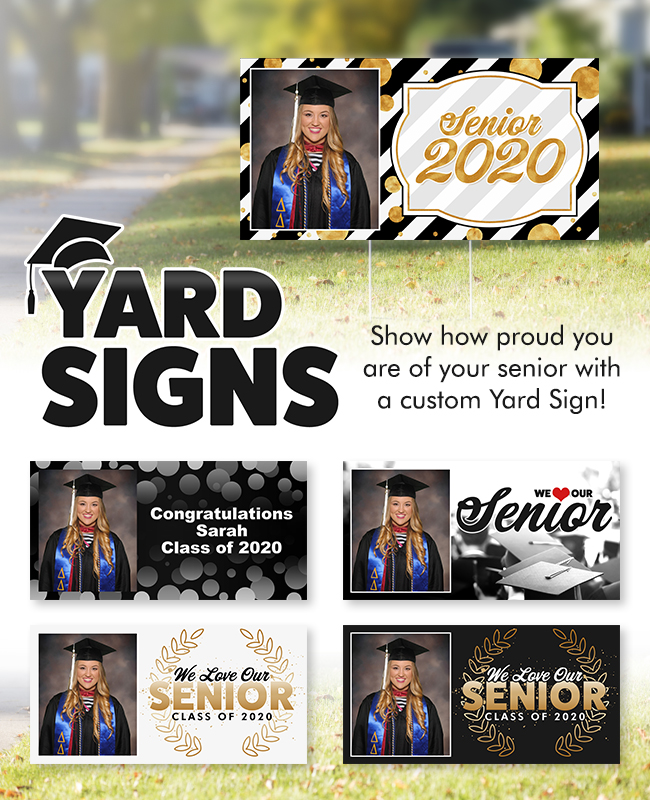 Senior
2020
YARD
SIGNS
Show how proud you
are of your senior with
a custom Yard Sign!
Congratulations
Sarah
Class of 2020
WE OUR
Senior
We Love Our
SENIOR
CLASS OF 2020
We Love Our
SENIOR
CLASS OF 2020